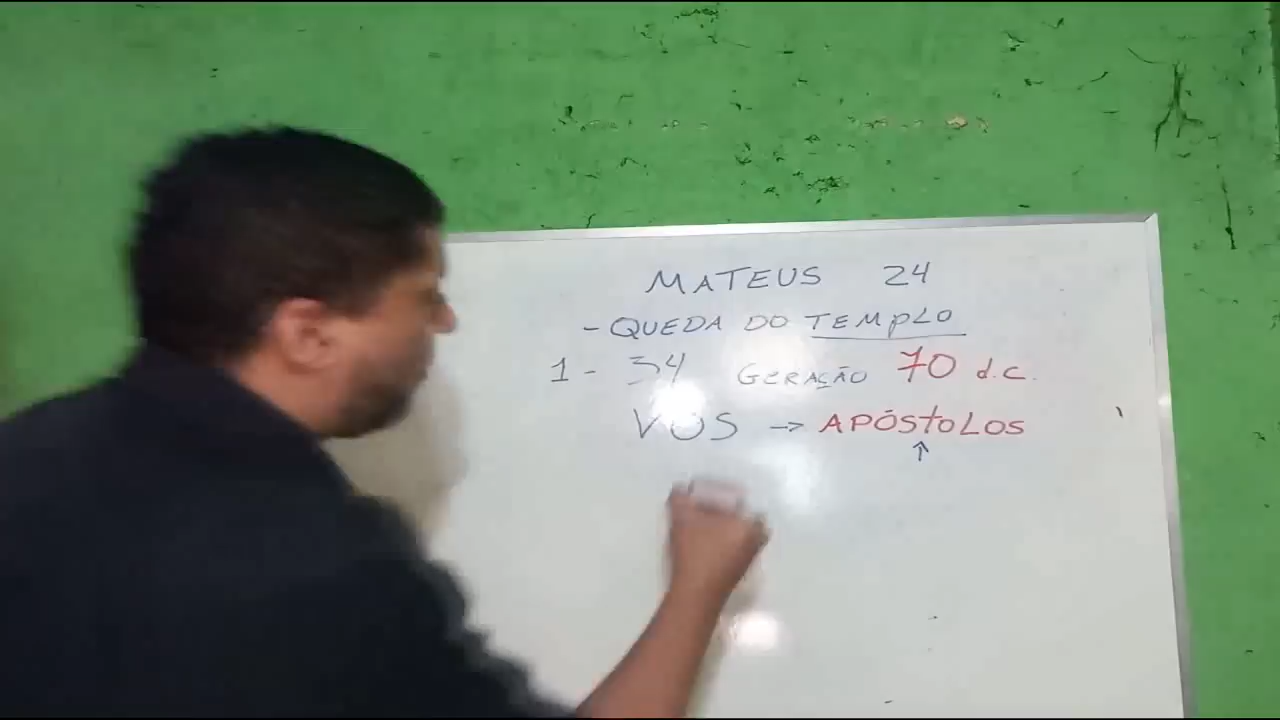 MATEUS 24
- QUEDA DO TEMPLO
1 - 34 GERAÇÃO 70 d.C.
VÓS → APÓSTOLOS
↑